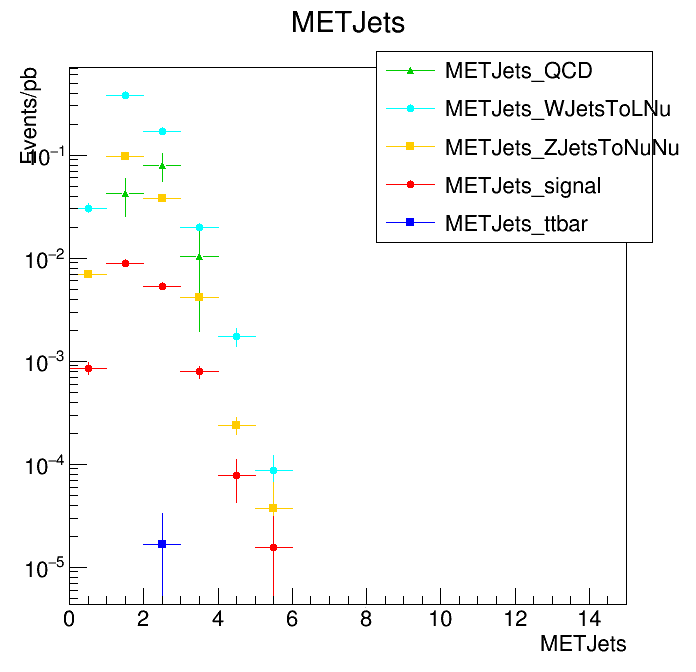 METJets
Events/pb
METJets_QCD
METJets_WJetsToLNu
METJets_ZJetsToNuNu
METJets_signal
METJets_ttbar
10⁻¹
10⁻²
10⁻³
10⁻⁴
10⁻⁵
0 2 4 6 8 10 12 14
METJets